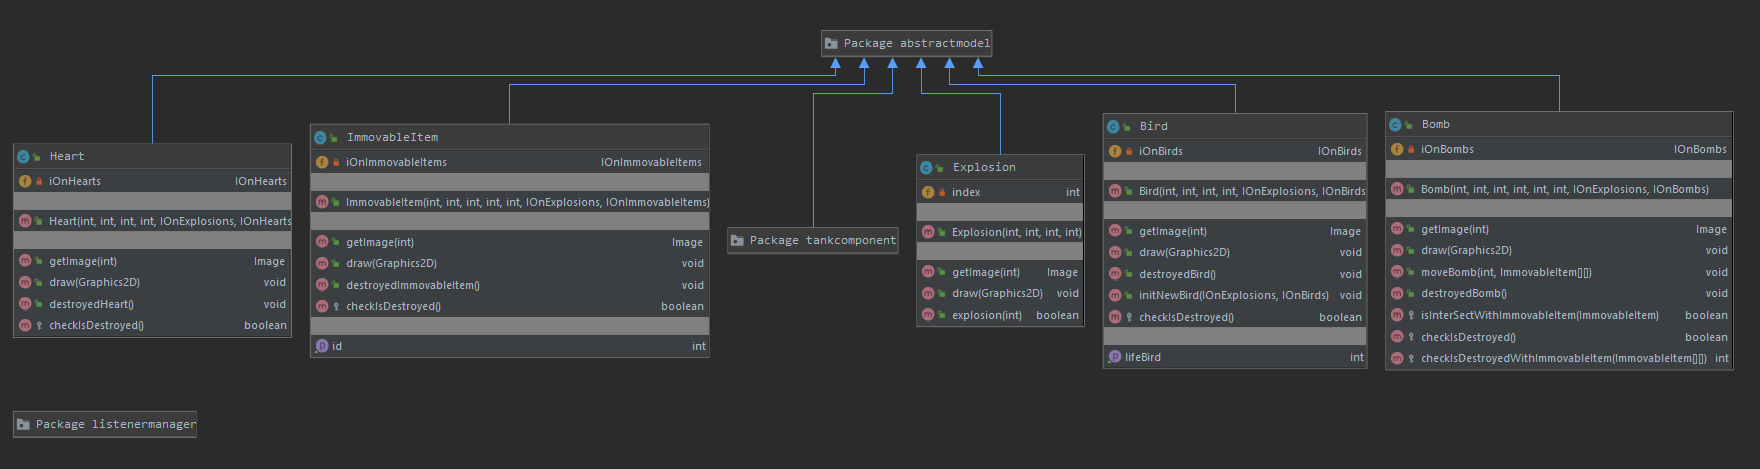 Package abstractmodel
Heart
iOnHearts IOnHearts
Heart(int, int, int, int, IOnExplosions, IOnHearts
getImage(int) Image
draw(Graphics2D) void
destroyedHeart() void
checkIsDestroyed() boolean
ImmovableItem
iOnImmovableItems IOnImmovableItems
ImmovableItem(int, int, int, int, int, IOnExplosions, IOnImmovableItems)
getImage(int) Image
draw(Graphics2D) void
destroyedImmovableItem() void
checkIsDestroyed() boolean
id int
Package tankcomponent
Explosion
index int
Explosion(int, int, int, int)
getImage(int) Image
draw(Graphics2D) void
explosion(int) boolean
Bird
iOnBirds IOnBirds
Bird(int, int, int, int, IOnExplosions, IOnBirds
getImage(int) Image
draw(Graphics2D) void
destroyedBird() void
initNewBird(IOnExplosions, IOnBirds) void
checkIsDestroyed() boolean
lifeBird int
Bomb
iOnBombs IOnBombs
Bomb(int, int, int, int, int, int, IOnExplosions, IOnBombs)
getImage(int) Image
draw(Graphics2D) void
moveBomb(int, ImmovableItem[][]) void
destroyedBomb() void
isInterSectWithImmovableItem(ImmovableItem) boolean
checkIsDestroyed() boolean
checkIsDestroyedWithImmovableItem(ImmovableItem[][]) int
Package listenermanager